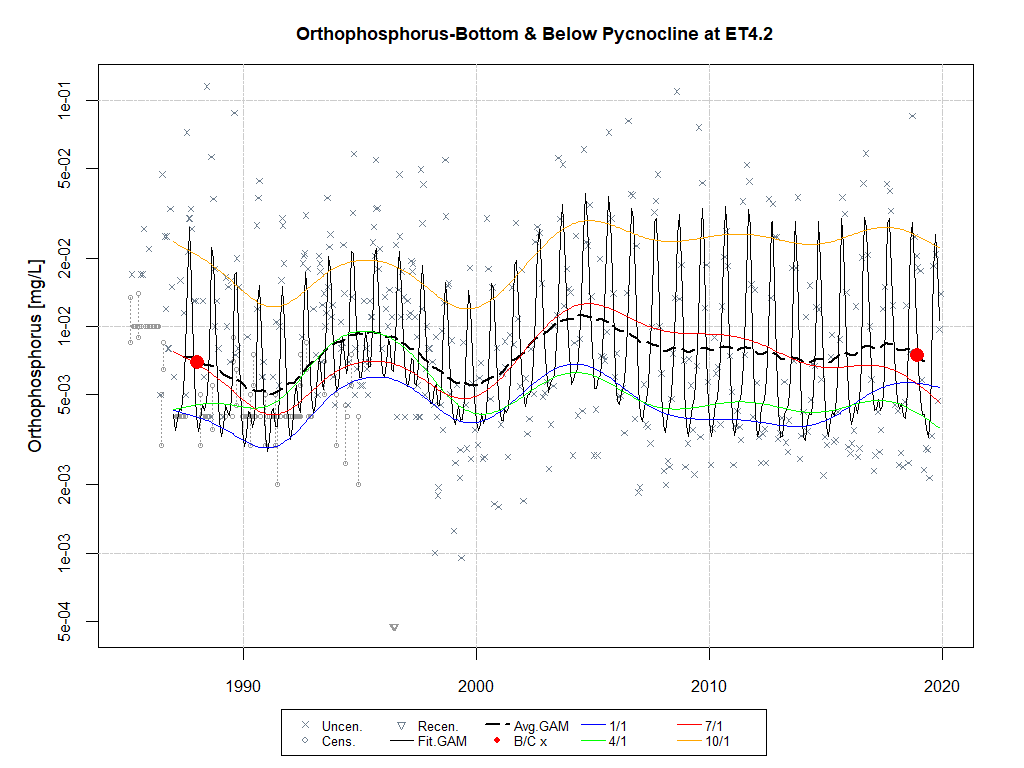 Orthophosphorus-Bottom & Below Pycnocline at ET4.2
Orthophosphorus [mg/L]
1e-01
5e-02
2e-02
1e-02
5e-03
2e-03
1e-03
5e-04
1990 2000 2010 2020
Uncen. Recen. Avg.GAM 1/1 7/1
Cens. Fit.GAM B/C x 4/1 10/1